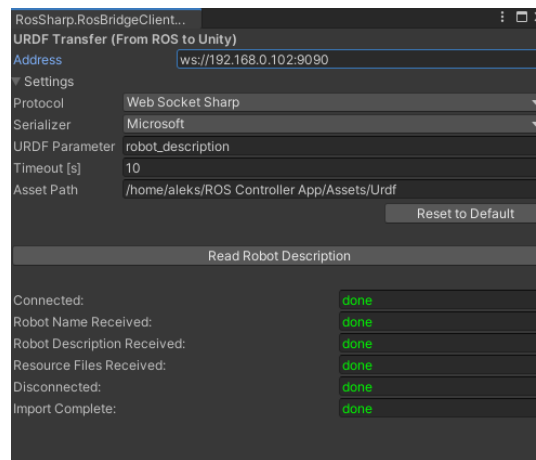 RosSharp.RosBridgeClient...
URDF Transfer (From ROS to Unity)
Address ws://192.168.0.102:9090
Settings
Protocol Web Socket Sharp
Serializer Microsoft
URDF Parameter robot_description
Timeout [s] 10
Asset Path /home/aleks/ROS Controller App/Assets/Urdf
Reset to Default
Read Robot Description
Connected: done
Robot Name Received: done
Robot Description Received: done
Resource Files Received: done
Disconnected: done
Import Complete: done